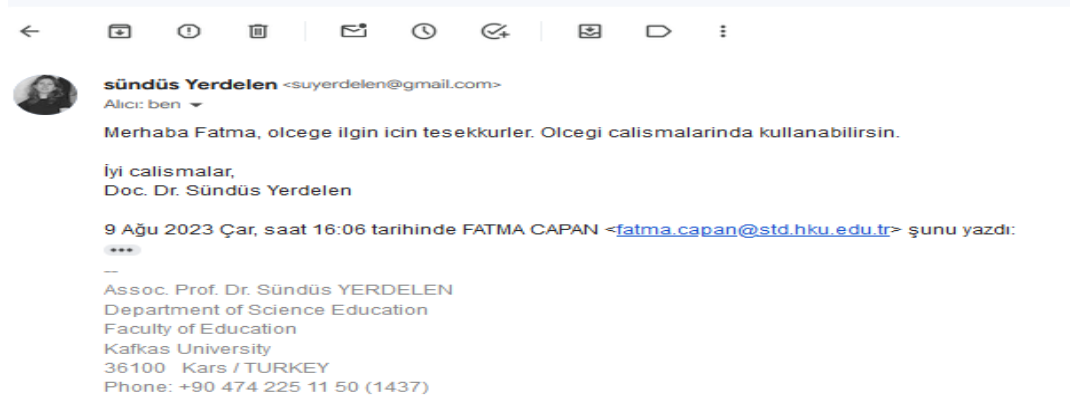 sündüs Yerdelen <suyerdelen@gmail.com>
Alıcı: ben
Merhaba Fatma, olcege ilgin icin tesekkurler. Olcegi calismalarinda kullanabilirsin.
İyi calismalar,
Doc. Dr. Sündüs Yerdelen
9 Ağu 2023 Çar, saat 16:06 tarihinde FATMA CAPAN <fatma.capan@std.hku.edu.tr> şunu yazdı:
--
Assoc. Prof. Dr. Sündüs YERDELEN
Department of Science Education
Faculty of Education
Kafkas University
36100 Kars / TURKEY
Phone: +90 474 225 11 50 (1437)